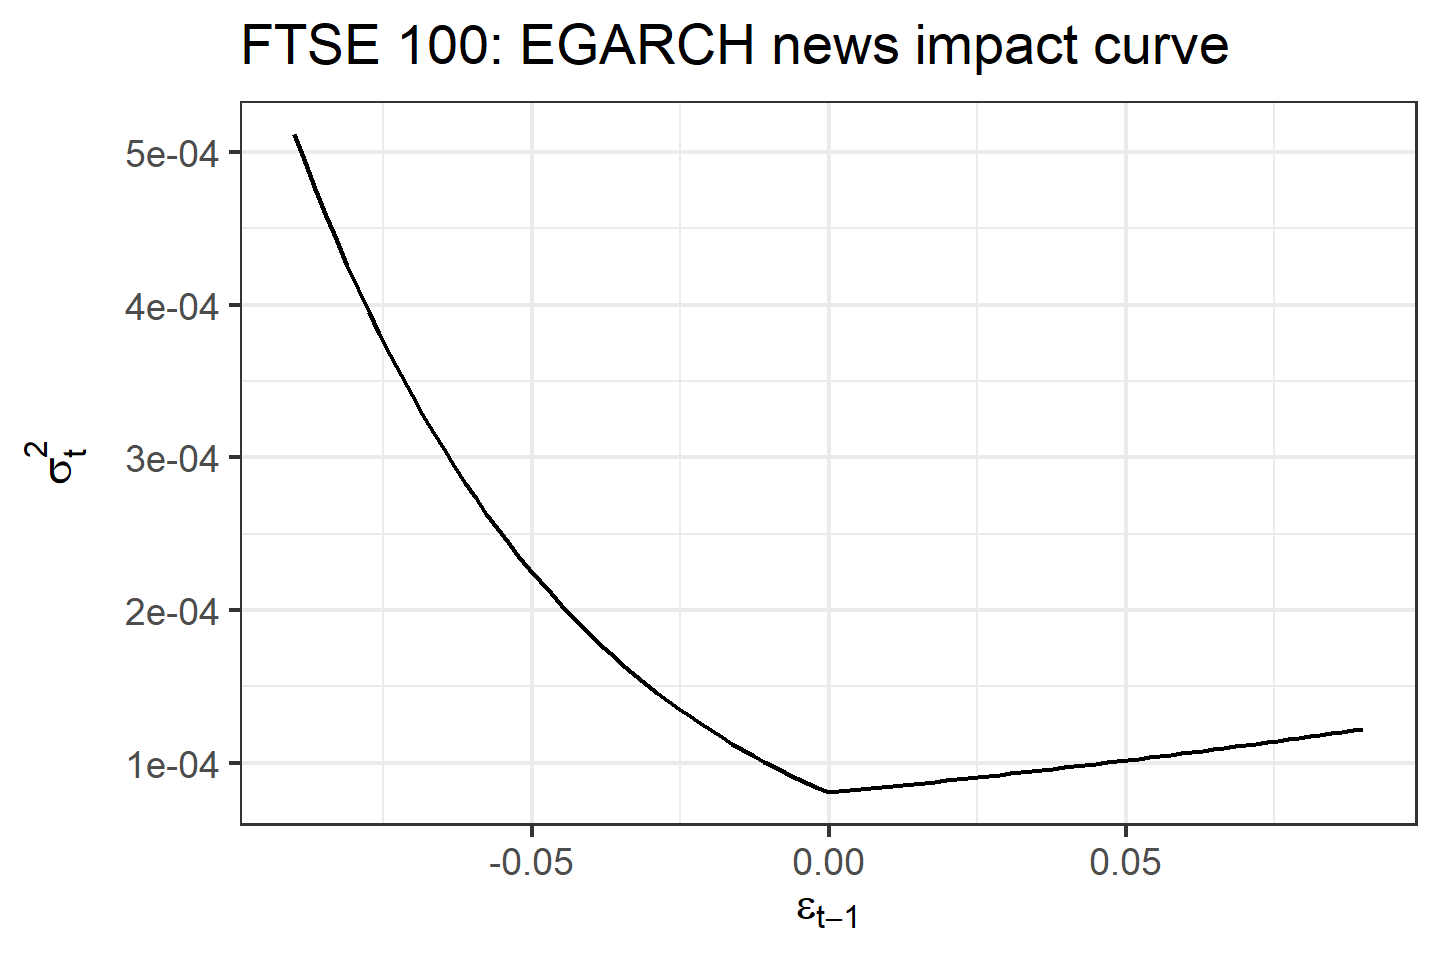 FTSE 100: EGARCH news impact curve
5e-04
4e-04
3e-04
2e-04
1e-04
σ²ₜ
-0.05 0.00 0.05
εₜ₋₁